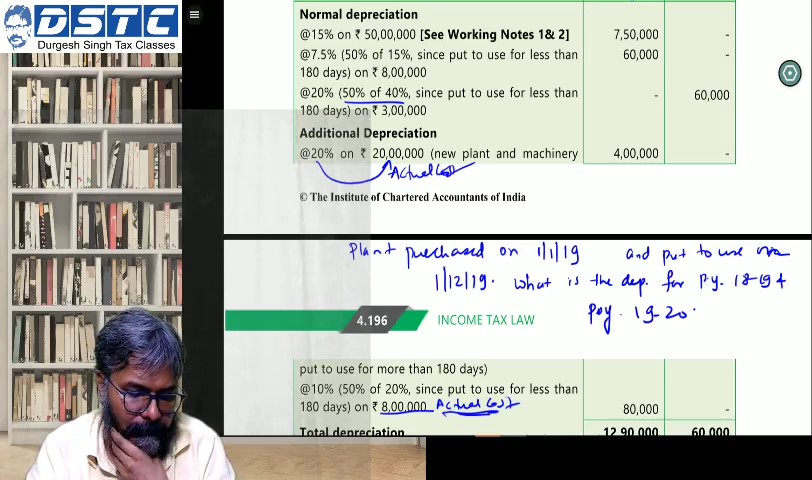 DSTC
Durgesh Singh Tax Classes
Normal depreciation
@15% on ₹ 50,00,000 [See Working Notes 1& 2] 7,50,000 -
@7.5% (50% of 15%, since put to use for less than 60,000 -
180 days) on ₹ 8,00,000
@20% (50% of 40%, since put to use for less than - 60,000
180 days) on ₹ 3,00,000
Additional Depreciation
@20% on ₹ 20,00,000 (new plant and machinery 4,00,000 -
Actual Cost
© The Institute of Chartered Accountants of India
Plant purchased on 1/1/19 and put to use on
1/12/19. What is the dep. for Py. 18-19 +
Ppy. 19-20.
4.196 INCOME TAX LAW
put to use for more than 180 days)
@10% (50% of 20%, since put to use for less than
180 days) on ₹ 8,00,000 Actual Cost 80,000 -
Total depreciation 12,90,000 60,000